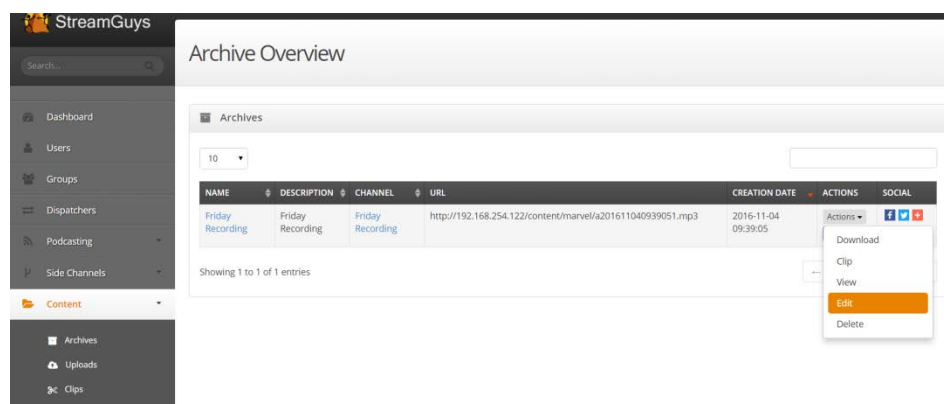 StreamGuys
Search...
Archive Overview
Dashboard
Users
Groups
Dispatchers
Podcasting
Side Channels
Content
Archives
Uploads
Clips
Archives
10
NAME DESCRIPTION CHANNEL URL CREATION DATE ACTIONS SOCIAL
Friday Friday Friday http://192.168.254.122/content/marvel/a201611040939051.mp3 2016-11-04 Actions
Recording Recording Recording 09:39:05
Download
Clip
View
Edit
Delete
Showing 1 to 1 of 1 entries